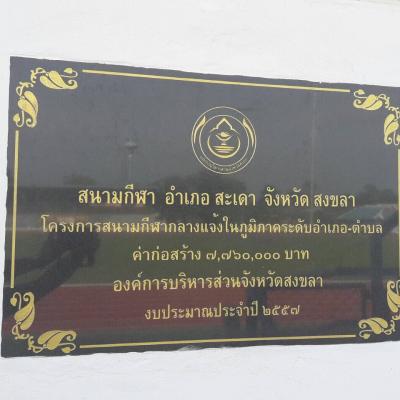 สนามกีฬา อำเภอ สะเดา จังหวัด สงขลา
โครงการสนามกีฬากลางแจ้งในภูมิภาคระดับอำเภอ-ตำบล
ค่าก่อสร้าง ๗,๗๖๐,๐๐๐ บาท
องค์การบริหารส่วนจังหวัดสงขลา
งบประมาณประจำปี ๒๕๕๗